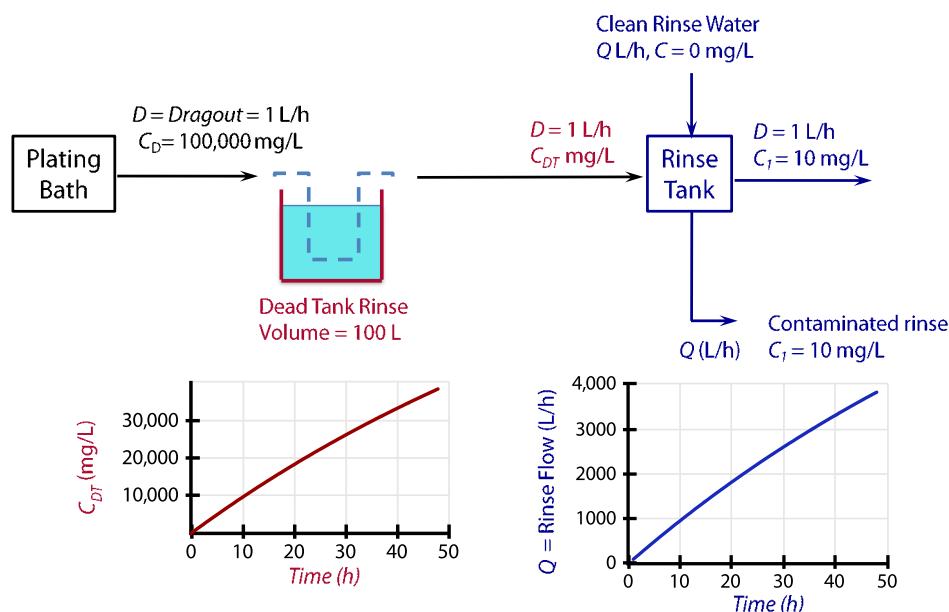 Clean Rinse Water
Q L/h, C = 0 mg/L
D = Dragout = 1 L/h
C_D= 100,000 mg/L
D = 1 L/h
C_DT mg/L
D = 1 L/h
C_1 = 10 mg/L
Plating
Bath
Rinse
Tank
Dead Tank Rinse
Volume = 100 L
Q (L/h)
Contaminated rinse
C_1 = 10 mg/L
C_DT (mg/L)
30,000
20,000
10,000
0 10 20 30 40 50
Time (h)
Q = Rinse Flow (L/h)
4,000
3000
2000
1000
0
0 10 20 30 40 50
Time (h)